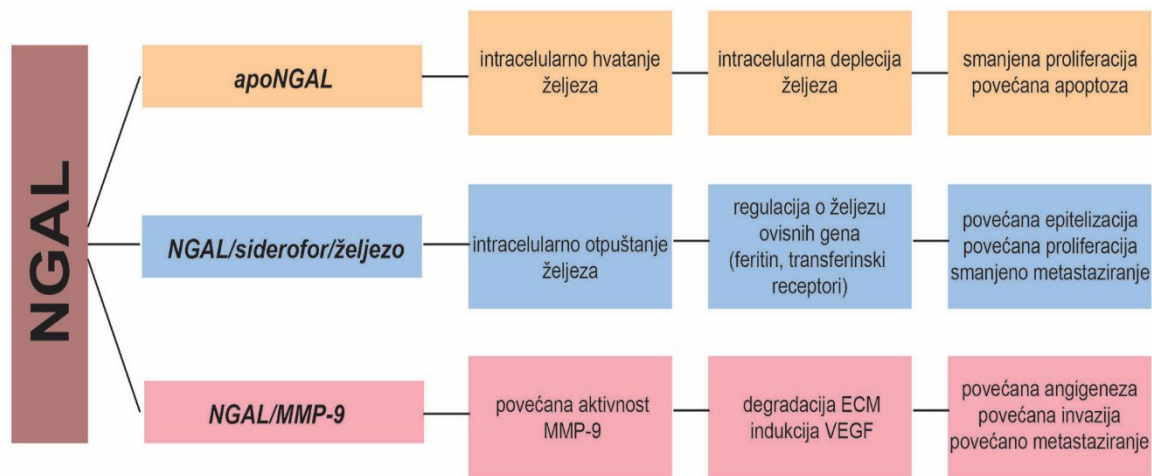 NGAL
apoNGAL
intracelularno hvatanje
željeza
intracelularna deplecija
željeza
smanjena proliferacija
povećana apoptoza
NGAL/siderofor/željezo
intracelularno otpuštanje
željeza
regulacija o željezu
ovisnih gena
(feritin, transferinski
receptori)
povećana epitelizacija
povećana proliferacija
smanjeno metastaziranje
NGAL/MMP-9
povećana aktivnost
MMP-9
degradacija ECM
indukcija VEGF
povećana angigeneza
povećana invazija
povećano metastaziranje